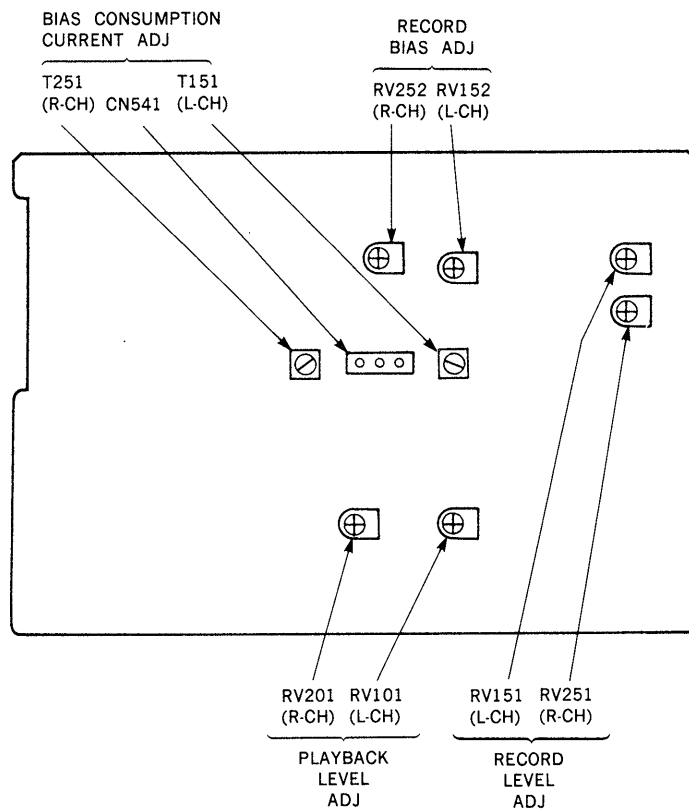 BIAS CONSUMPTION
CURRENT ADJ
T251
(R-CH)
CN541
T151
(L-CH)
RECORD
BIAS ADJ
RV252
(R-CH)
RV152
(L-CH)
RV201
(R-CH)
RV101
(L-CH)
PLAYBACK
LEVEL
ADJ
RV151
(L-CH)
RV251
(R-CH)
RECORD
LEVEL
ADJ